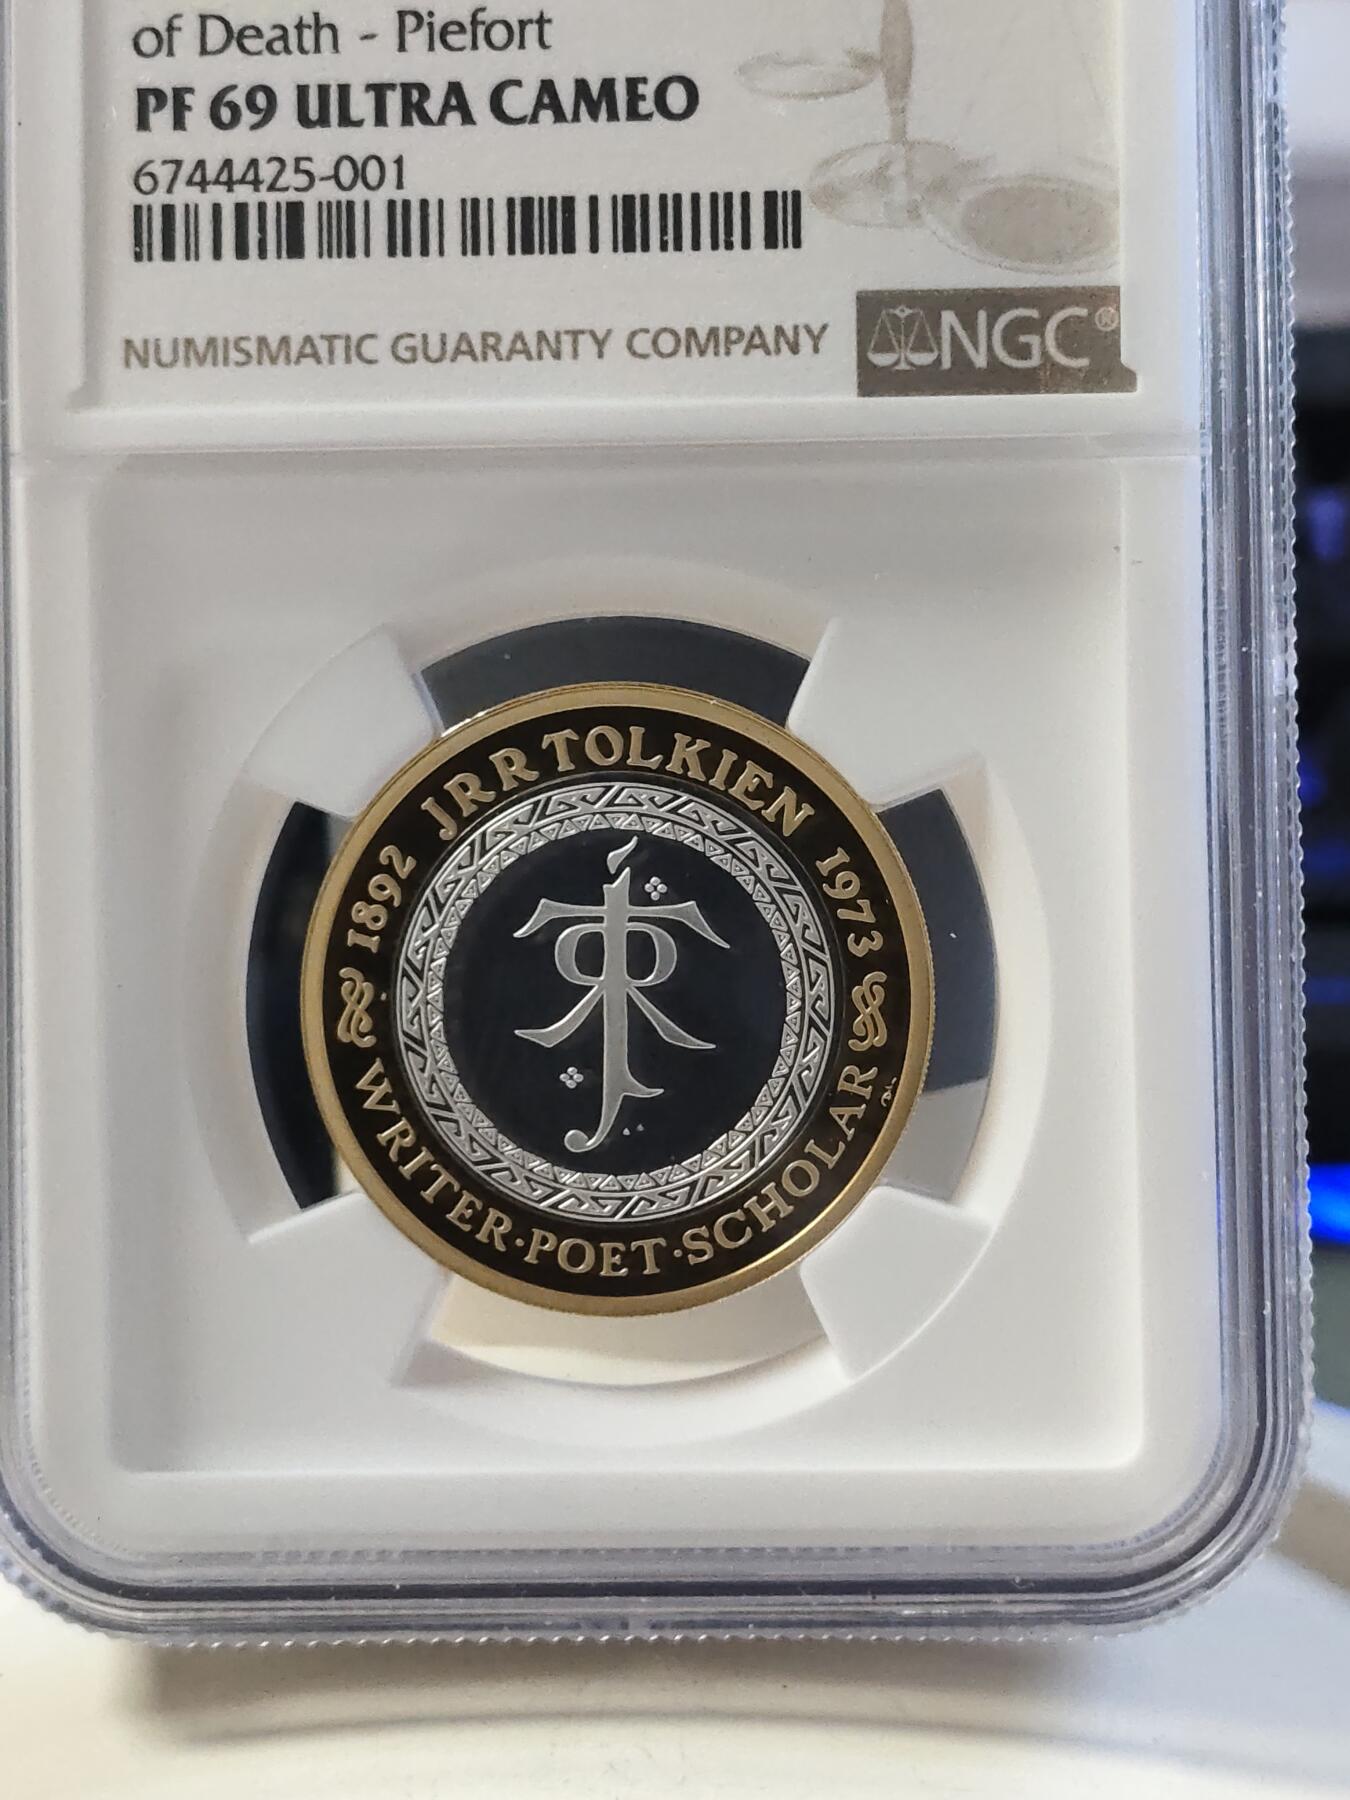 of Death - Piefort
PF 69 ULTRA CAMEO
6744425-001
NUMISMATIC GUARANTY COMPANY
NGC®
1892 JRR TOLKIEN 1973
WRITER·POET·SCHOLAR